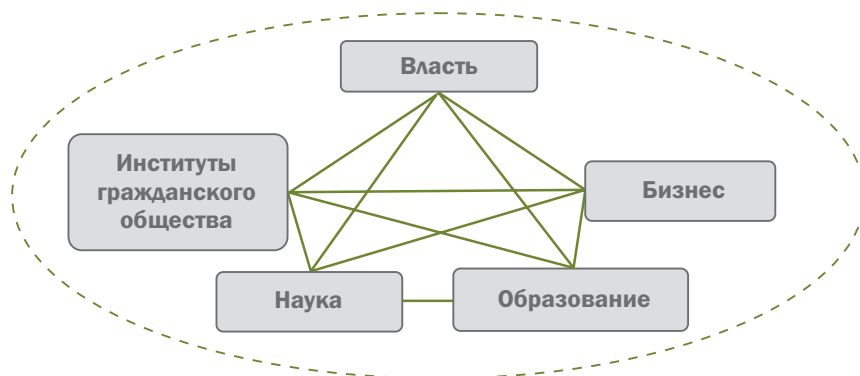 Власть
Институты
гражданского
общества
Бизнес
Наука
Образование